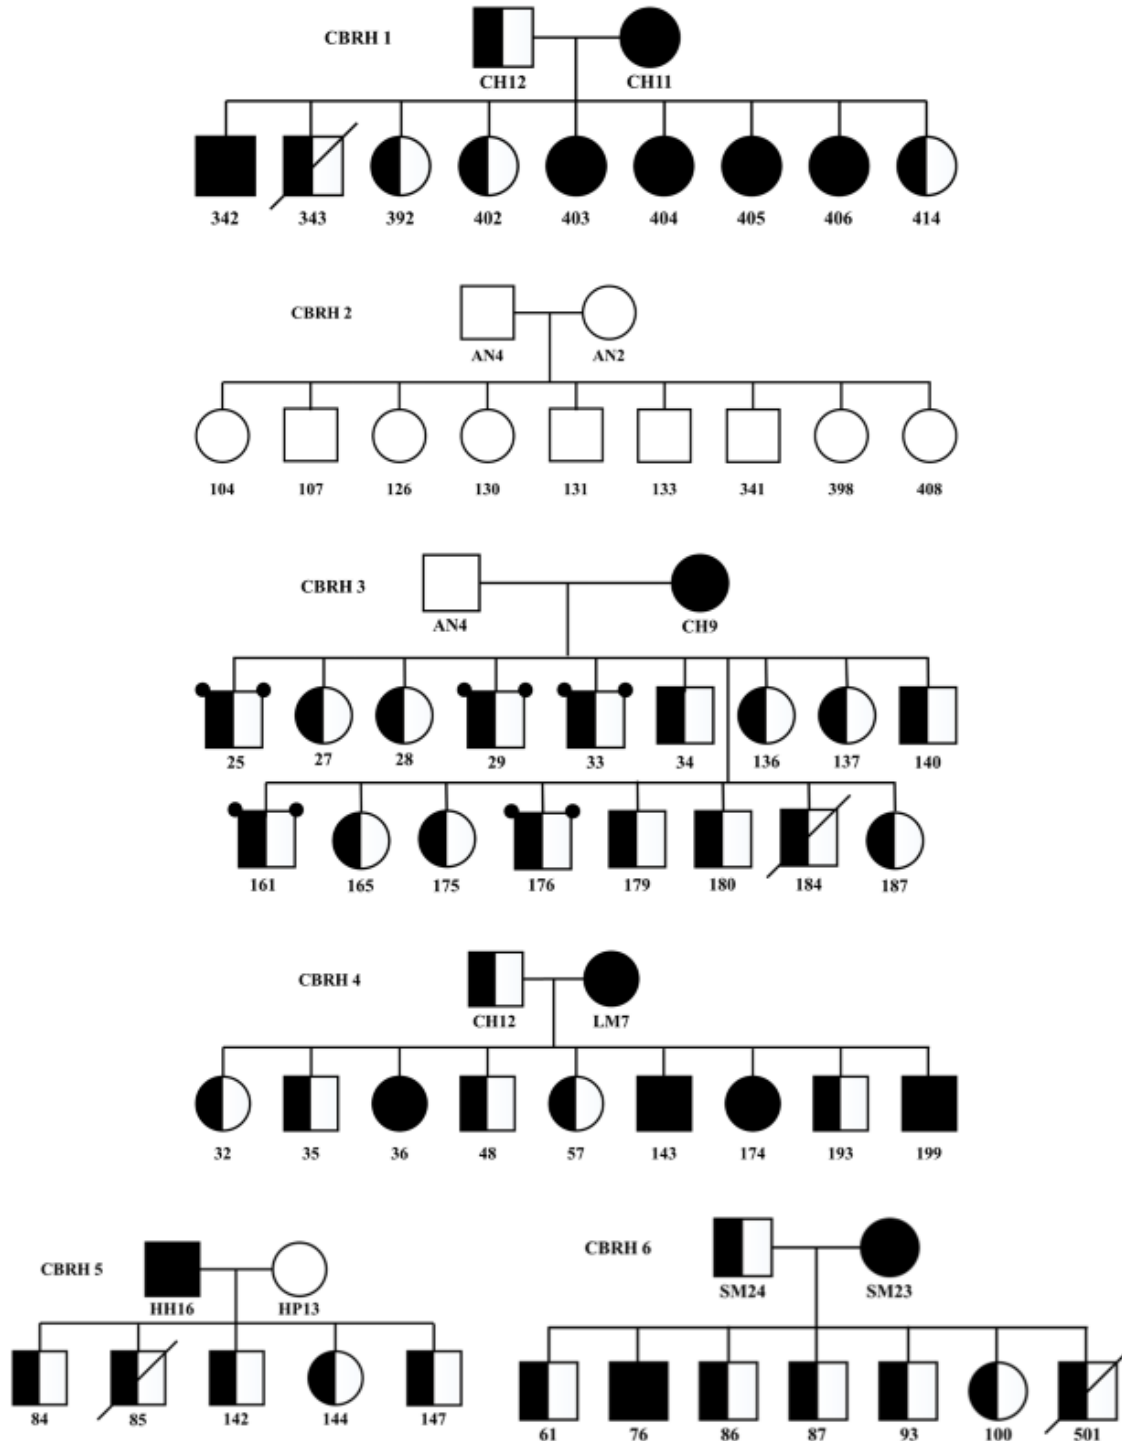 CBRH 1
CH12 CH11
342 343 392 402 403 404 405 406 414
CBRH 2
AN4 AN2
104 107 126 130 131 133 341 398 408
CBRH 3
AN4 CH9
25 27 28 29 33 34 136 137 140
161 165 175 176 179 180 184 187
CBRH 4
CH12 LM7
32 35 36 48 57 143 174 193 199
CBRH 5
HH16 HP13
84 85 142 144 147
CBRH 6
SM24 SM23
61 76 86 87 93 100 501